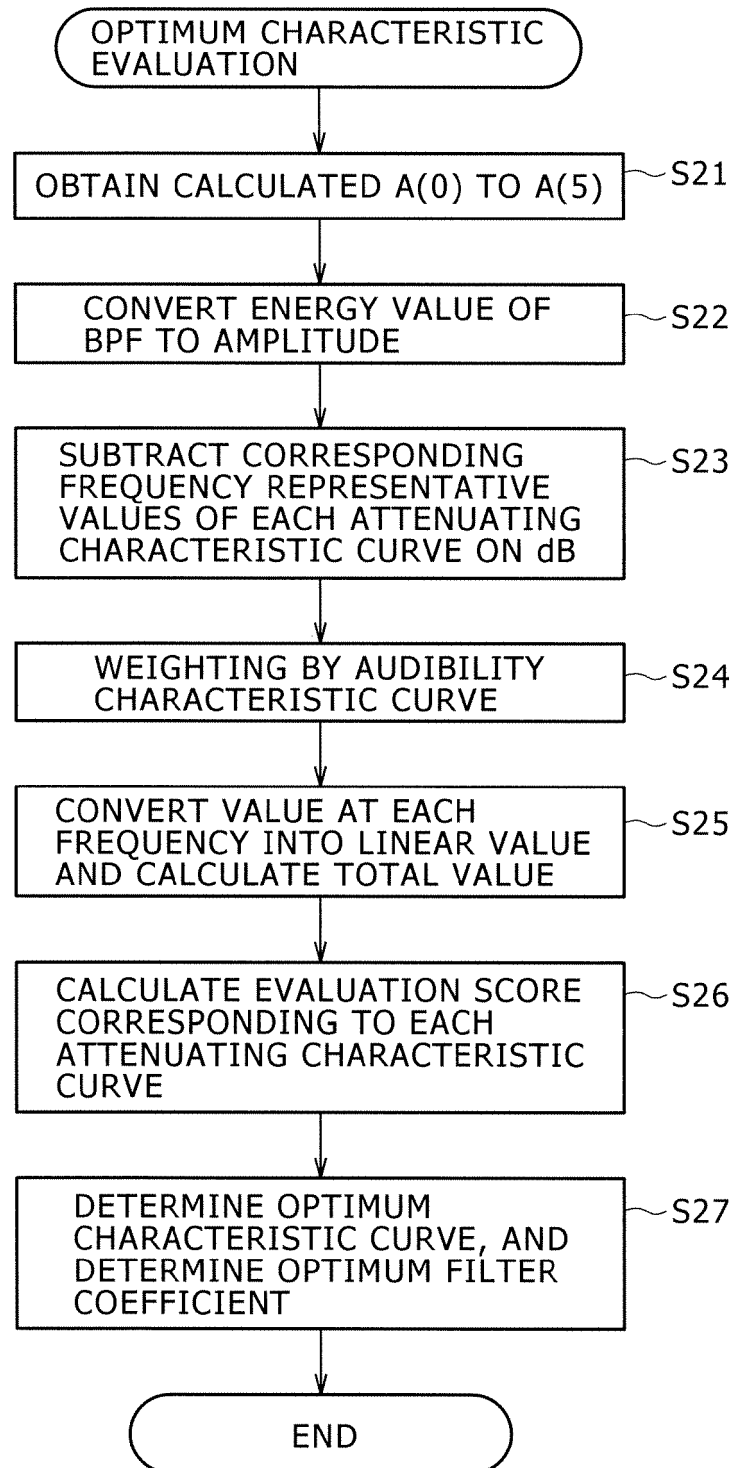 OPTIMUM CHARACTERISTIC
EVALUATION
OBTAIN CALCULATED A(0) TO A(5)
S21
CONVERT ENERGY VALUE OF
BPF TO AMPLITUDE
S22
SUBTRACT CORRESPONDING
FREQUENCY REPRESENTATIVE
VALUES OF EACH ATTENUATING
CHARACTERISTIC CURVE ON dB
S23
WEIGHTING BY AUDIBILITY
CHARACTERISTIC CURVE
S24
CONVERT VALUE AT EACH
FREQUENCY INTO LINEAR VALUE
AND CALCULATE TOTAL VALUE
S25
CALCULATE EVALUATION SCORE
CORRESPONDING TO EACH
ATTENUATING CHARACTERISTIC
CURVE
S26
DETERMINE OPTIMUM
CHARACTERISTIC CURVE, AND
DETERMINE OPTIMUM FILTER
COEFFICIENT
S27
END